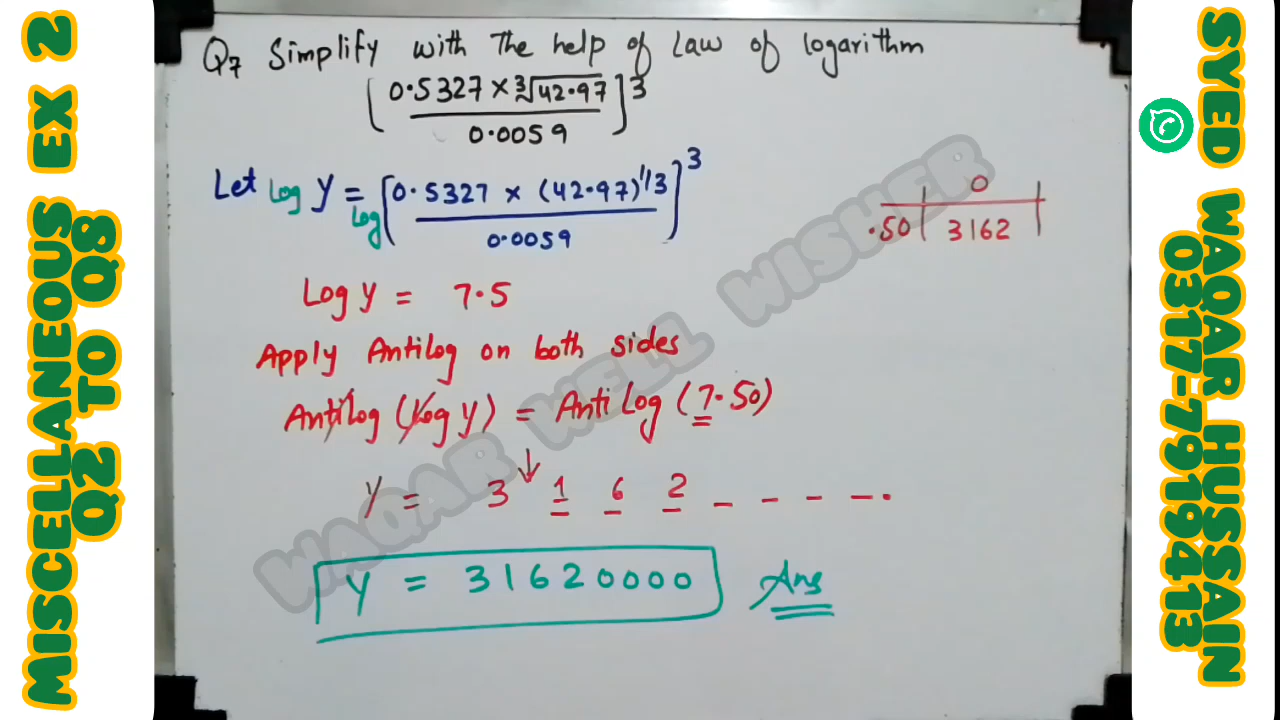 MISCELLANEOUS EX 2
Q2 TO Q8
Q7 Simplify with the help of Law of logarithm
[0.5327 × ∛42.97 / 0.0059]³
Let log y = log [0.5327 × (42.97)^1/3 / 0.0059]³
0
.50 | 3162
Log y = 7.5
Apply Antilog on both sides
Antilog (log y) = Antilog (7.50)
y = 3 ↓ 1 6 2 _ _ _ _ .
y = 31620000 Ans
WAQAR WELL WISHER
SYED WAQAR HUSSAIN
0317-7919413